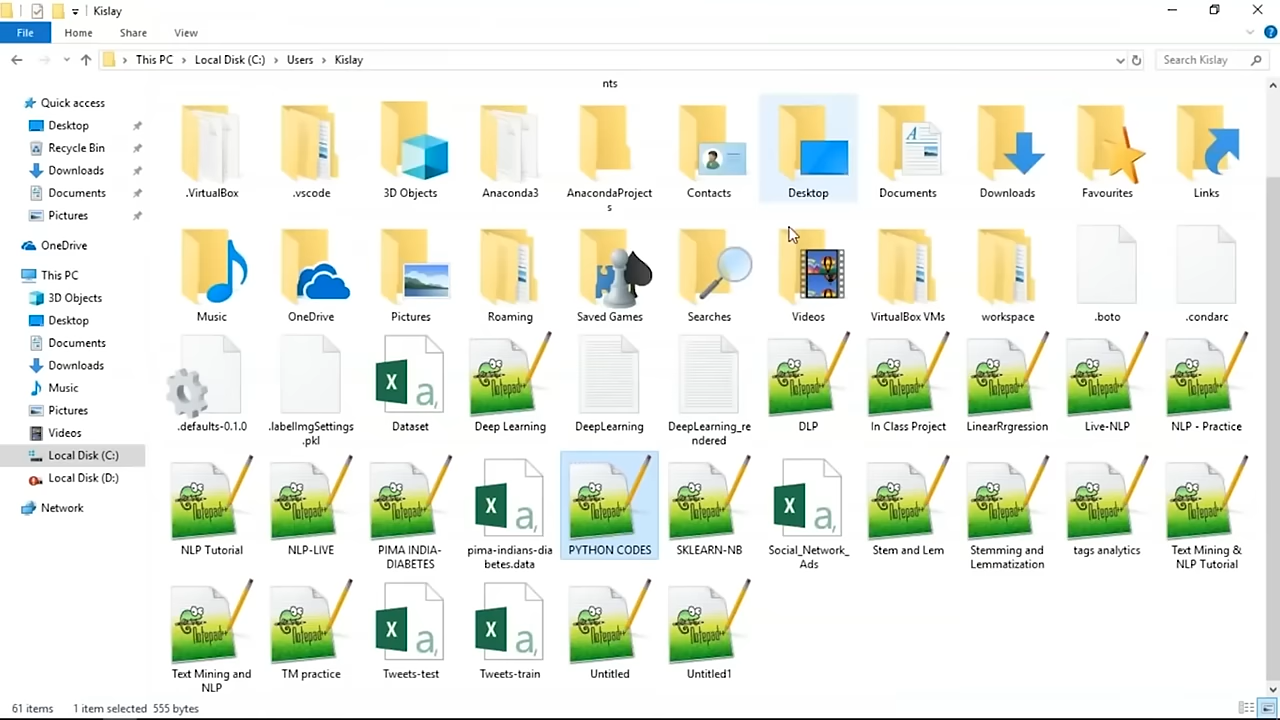 Kislay
File Home Share View
This PC Local Disk (C:) Users Kislay Search Kislay
nts
Quick access
Desktop
Recycle Bin
Downloads
Documents
Pictures
OneDrive
This PC
3D Objects
Desktop
Documents
Downloads
Music
Pictures
Videos
Local Disk (C:)
Local Disk (D:)
Network
.VirtualBox .vscode 3D Objects Anaconda3 AnacondaProject Contacts Desktop Documents Downloads Favourites Links
s
Music OneDrive Pictures Roaming Saved Games Searches Videos VirtualBox VMs workspace .boto .condarc
.defaults-0.1.0 .labelImgSettings Dataset Deep Learning DeepLearning DeepLearning_re DLP In Class Project LinearRrgression Live-NLP NLP - Practice
.pkl ndered
NLP Tutorial NLP-LIVE PIMA INDIA- pima-indians-dia PYTHON CODES SKLEARN-NB Social_Network_ Stem and Lem Stemming and tags analytics Text Mining &
DIABETES betes.data Ads Lemmatization NLP Tutorial
Text Mining and TM practice Tweets-test Tweets-train Untitled Untitled1
NLP
61 items 1 item selected 555 bytes